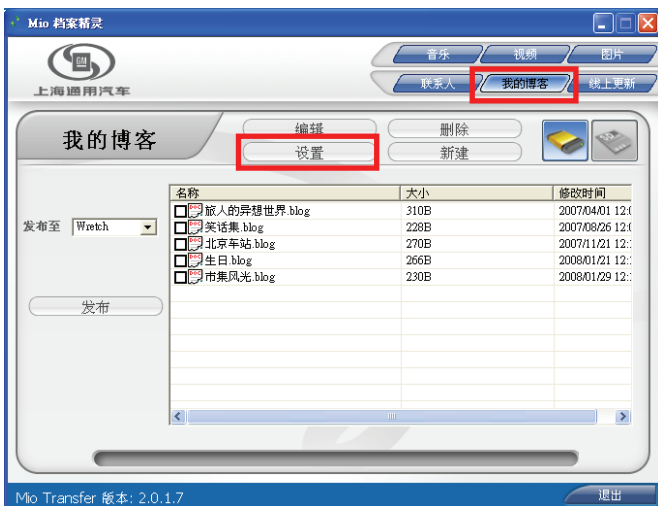 Mio 档案精灵
GM
上海通用汽车
音乐 视频 图片
联系人 我的博客 线上更新
我的博客
编辑 删除
设置 新建
发布至 Wretch
发布
名称 大小 修改时间
旅人的异想世界.blog 310B 2007/04/01 12:0
笑话集.blog 228B 2007/08/26 12:0
北京车站.blog 270B 2007/11/21 12:
生日.blog 266B 2008/01/21 12:
市集风光.blog 230B 2008/01/29 12:
Mio Transfer 版本: 2.0.1.7
退出